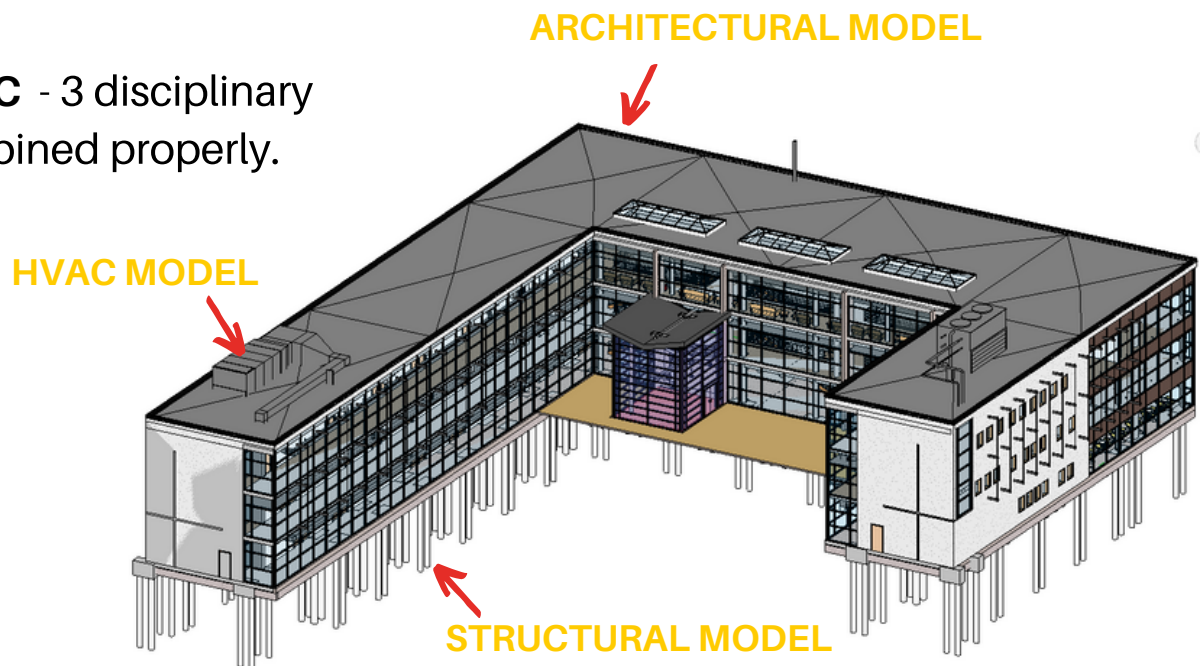 ARCHITECTURAL MODEL
C - 3 disciplinary
bined properly.
HVAC MODEL
STRUCTURAL MODEL